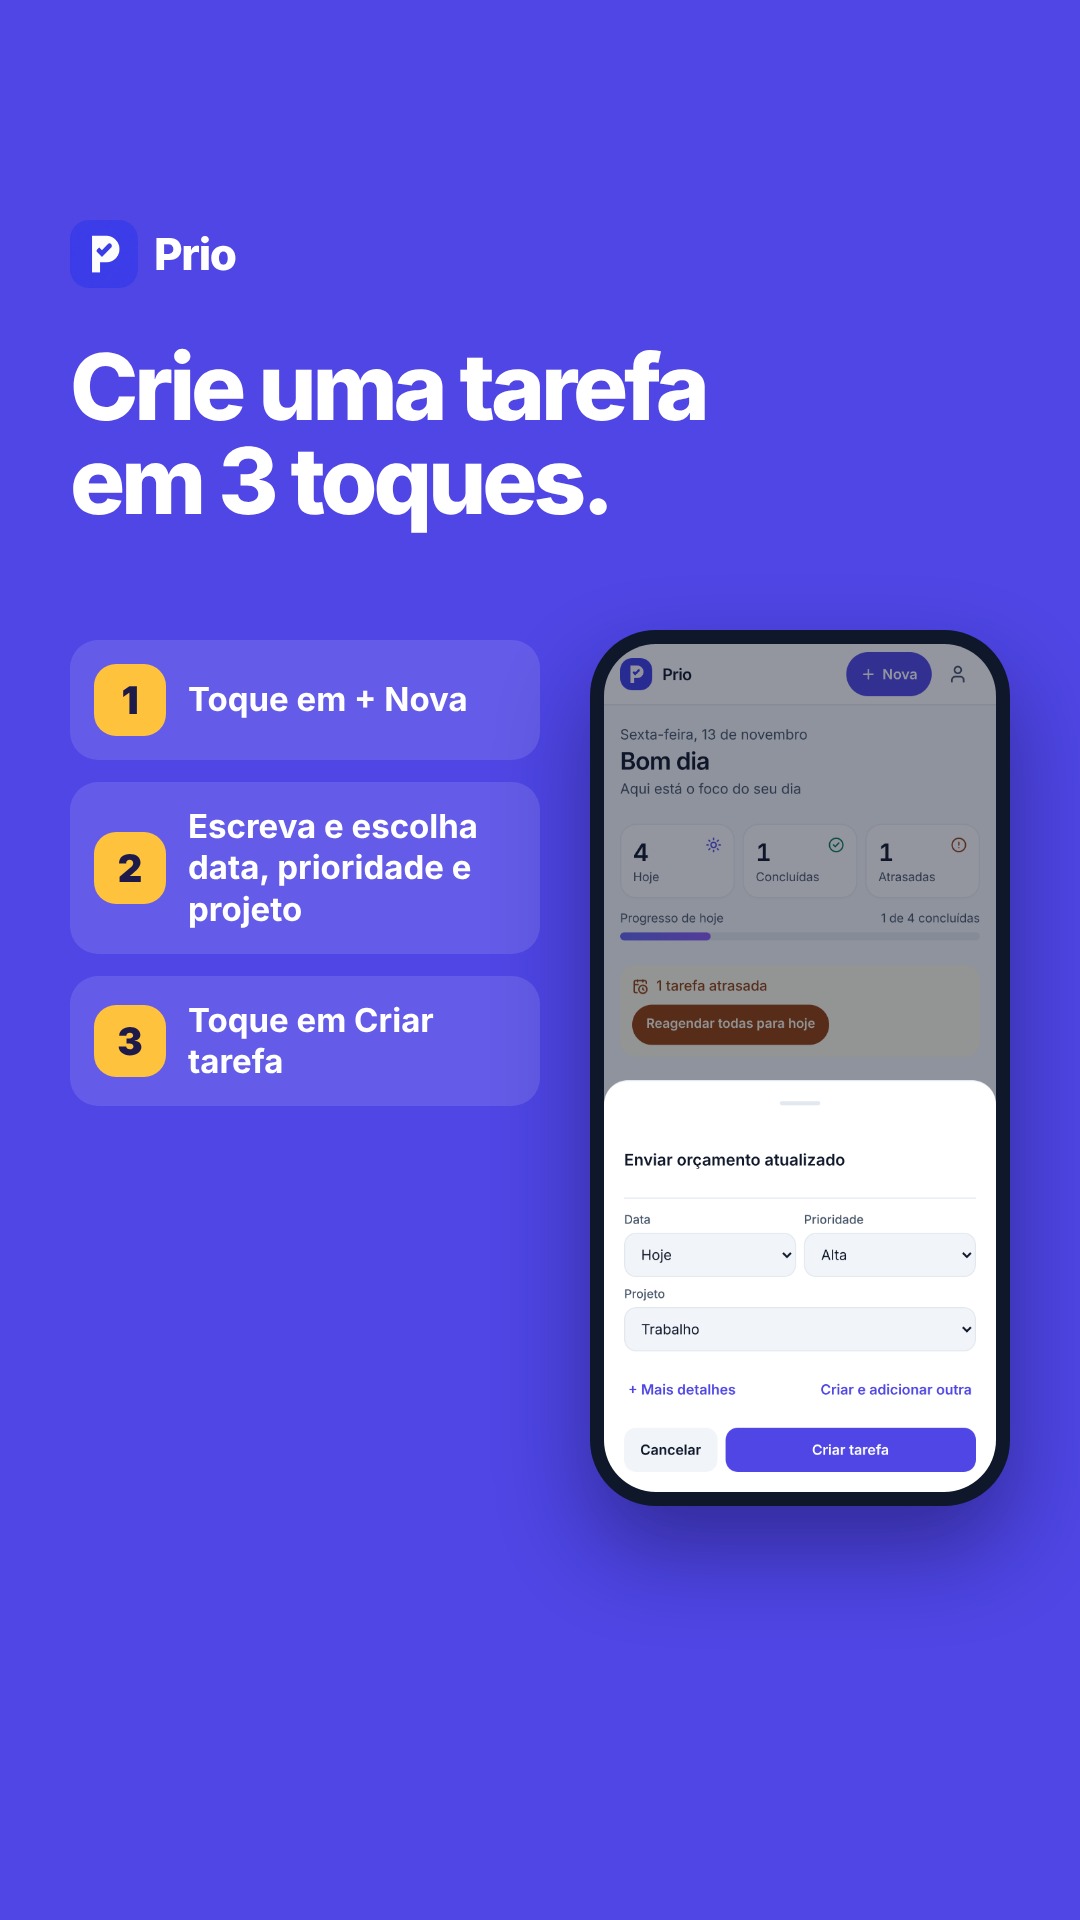 Prio
Crie uma tarefa
em 3 toques.
1
Toque em + Nova
2
Escreva e escolha
data, prioridade e
projeto
3
Toque em Criar
tarefa
Prio
+ Nova
Sexta-feira, 13 de novembro
Bom dia
Aqui está o foco do seu dia
4
Hoje
1
Concluídas
1
Atrasadas
Progresso de hoje
1 de 4 concluídas
1 tarefa atrasada
Reagendar todas para hoje
Enviar orçamento atualizado
Data
Prioridade
Hoje
Alta
Projeto
Trabalho
+ Mais detalhes
Criar e adicionar outra
Cancelar
Criar tarefa